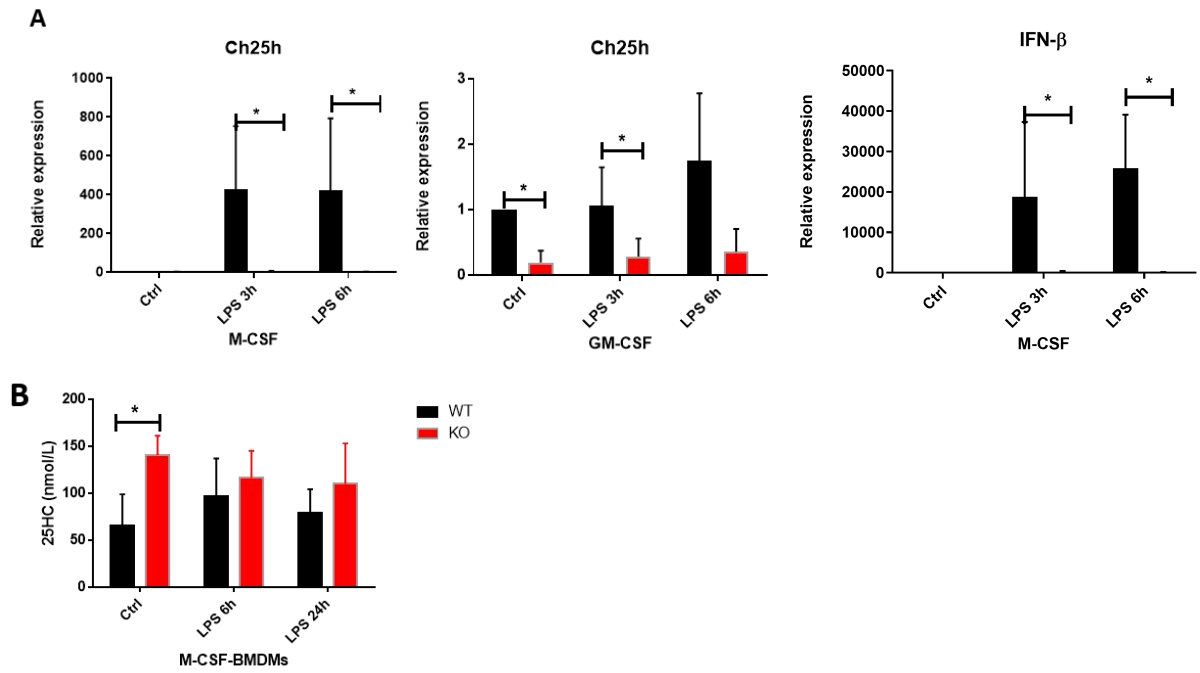 A
Ch25h
Relative expression
1000
800
600
400
200
0
*
*
Ctrl
LPS 3h
LPS 6h
M-CSF
Ch25h
Relative expression
3
2
1
0
*
*
Ctrl
LPS 3h
LPS 6h
GM-CSF
IFN-β
Relative expression
50000
40000
30000
20000
10000
0
*
*
Ctrl
LPS 3h
LPS 6h
M-CSF
B
25HC (nmol/L)
200
150
100
50
0
*
Ctrl
LPS 6h
LPS 24h
M-CSF-BMDMs
WT
KO